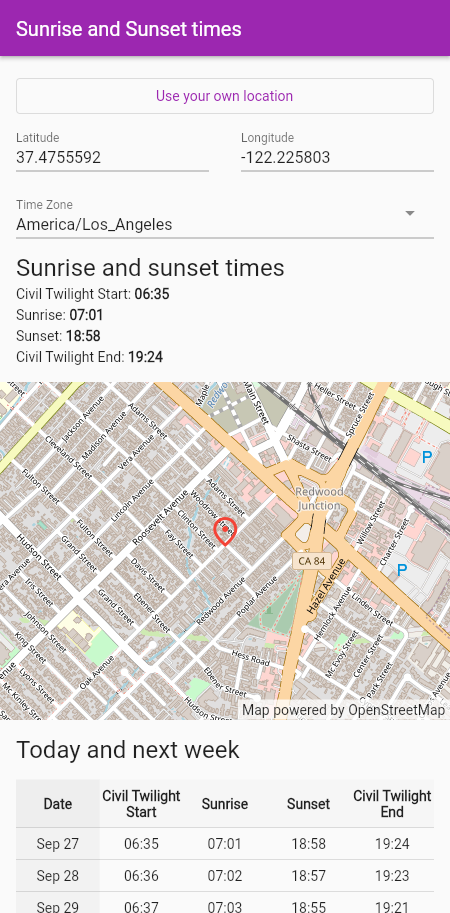 Sunrise and Sunset times
Use your own location
Latitude
37.4755592
Longitude
-122.225803
Time Zone
America/Los_Angeles
Sunrise and sunset times
Civil Twilight Start: 06:35
Sunrise: 07:01
Sunset: 18:58
Civil Twilight End: 19:24
Maple
Redwo
Main Street
Heller Street
Spruce Street
Jackson Avenue
Adams Street
Madison Avenue
Cleveland Street
Vera Avenue
Shasta Street
P
Fulton Street
Lincoln Avenue
Adams Street
Redwood
Junction
Roosevelt Avenue
Woodrow
Clinton Street
Willow Street
Fulton Street
Kay Street
Charter Street
Hudson Street
Grand Street
Davis Street
CA 84
P
Vera Avenue
Iris Street
Redwood Avenue
Poplar Avenue
Hazel Avenue
Hemlock Avenue
Linden Street
Grand Street
Ebener Street
Johnson Street
King Street
Hess Road
McEvoy Street
Center Street
Oak Avenue
Lyons Street
Ebener Street
Park Street
McKinley Street
Hudson Street
Map powered by OpenStreetMap
Today and next week
Date Civil Twilight Start Sunrise Sunset Civil Twilight End
Sep 27 06:35 07:01 18:58 19:24
Sep 28 06:36 07:02 18:57 19:23
Sep 29 06:37 07:03 18:55 19:21